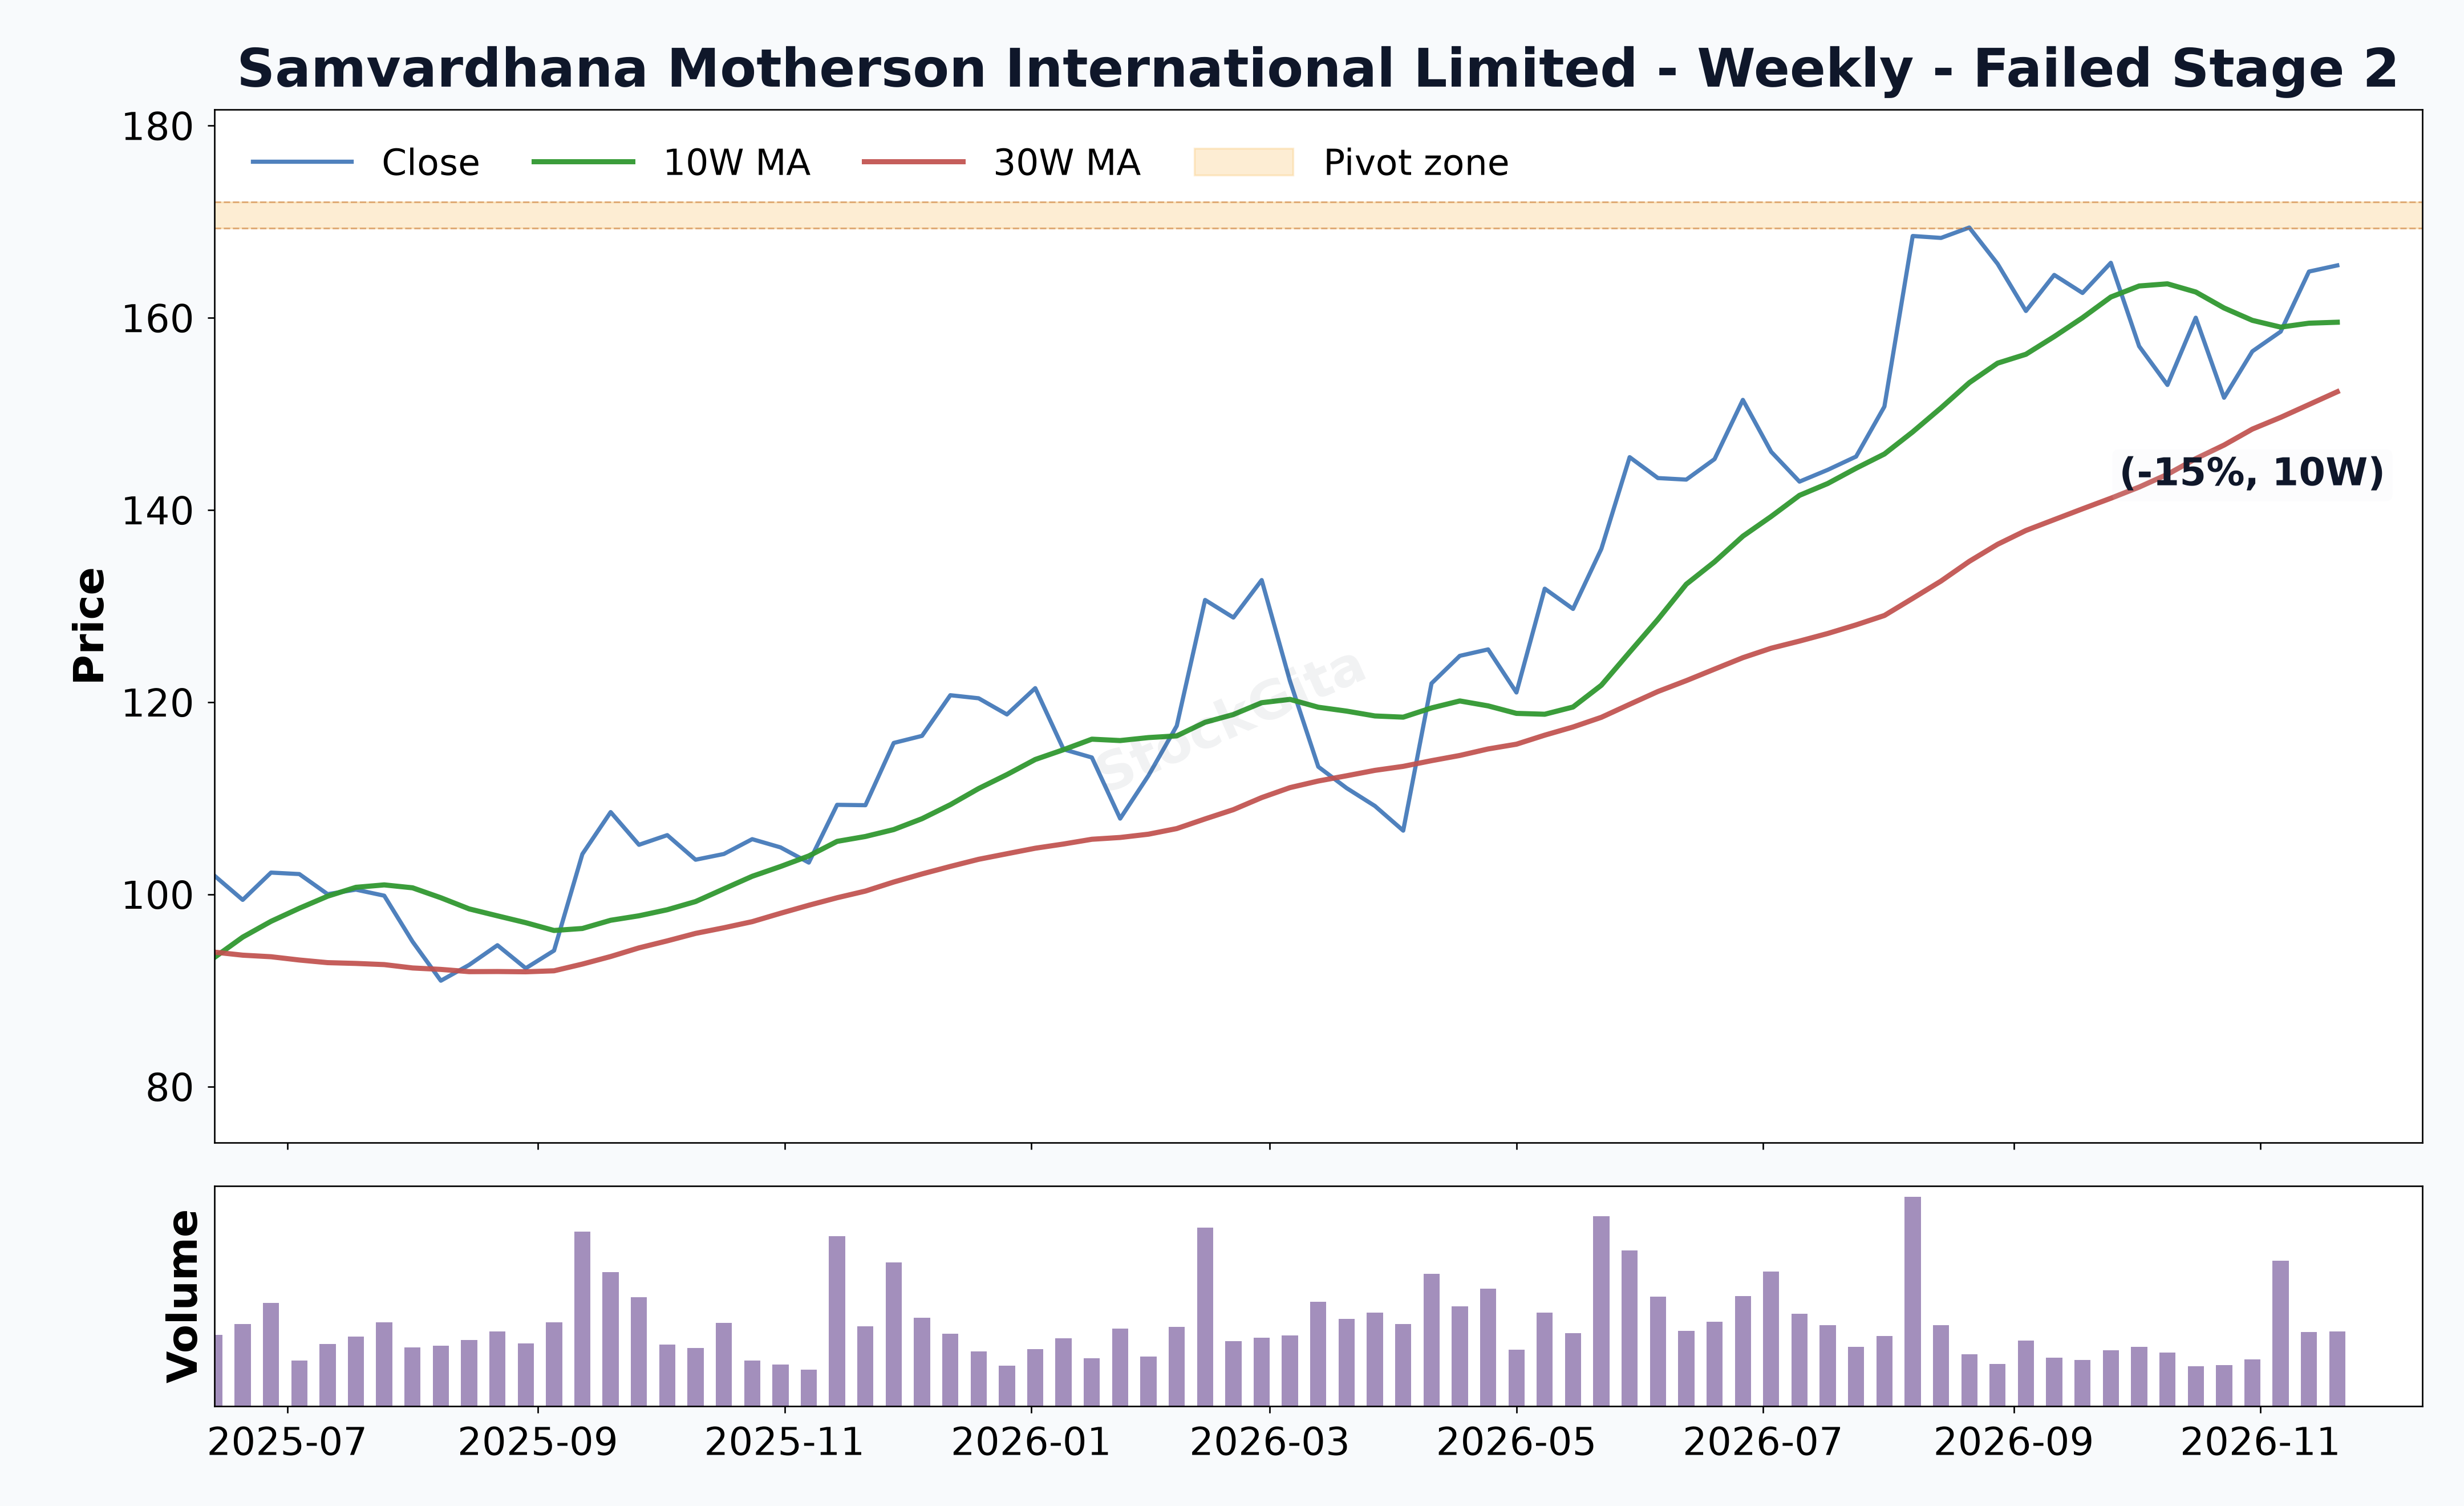 Samvardhana Motherson International Limited - Weekly - Failed Stage 2
Close 10W MA 30W MA Pivot zone
180
160
140
120
100
80
Price
(-15%, 10W)
StockGita
Volume
2025-07 2025-09 2025-11 2026-01 2026-03 2026-05 2026-07 2026-09 2026-11